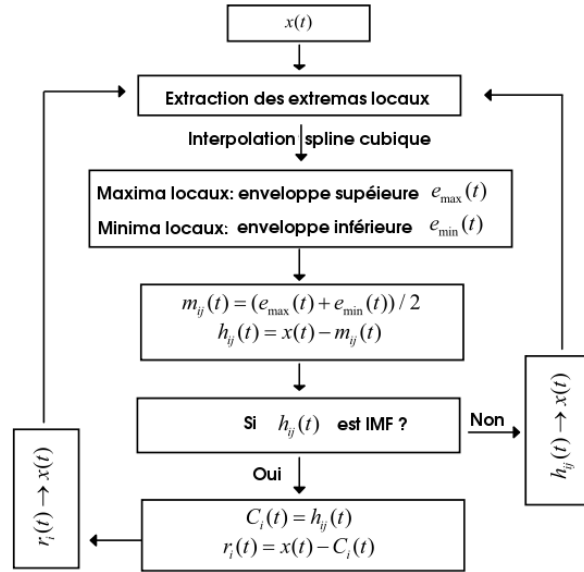 x(t)
Extraction des extremas locaux
Interpolation spline cubique
Maxima locaux: enveloppe supéieure e_max(t)
Minima locaux: enveloppe inférieure e_min(t)
m_ij(t) = (e_max(t) + e_min(t)) / 2
h_ij(t) = x(t) − m_ij(t)
Si h_ij(t) est IMF ?
Non
h_ij(t) → x(t)
Oui
C_i(t) = h_ij(t)
r_i(t) = x(t) − C_i(t)
r_i(t) → x(t)